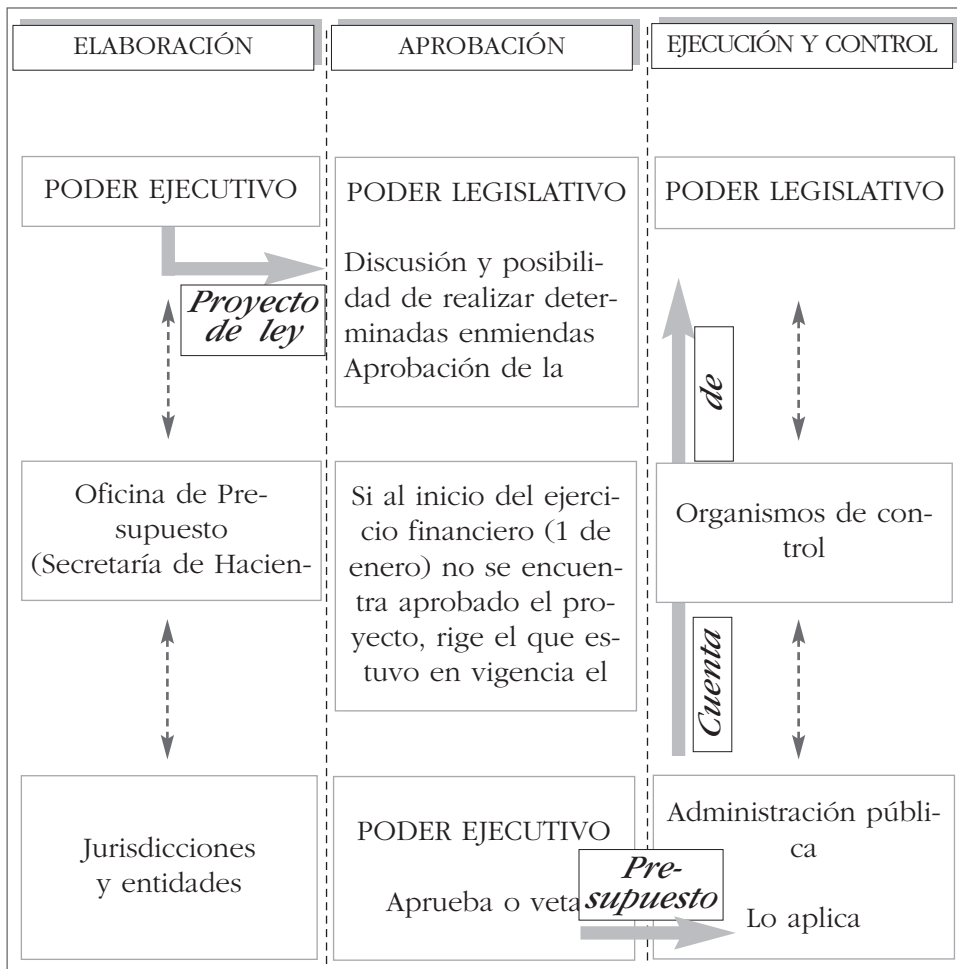 ELABORACIÓN
APROBACIÓN
EJECUCIÓN Y CONTROL
PODER EJECUTIVO
Proyecto
de ley
Oficina de Pre-
supuesto
(Secretaría de Hacien-
Jurisdicciones
y entidades
PODER LEGISLATIVO
Discusión y posibili-
dad de realizar deter-
minadas enmiendas
Aprobación de la
Si al inicio del ejerci-
cio financiero (1 de
enero) no se encuen-
tra aprobado el pro-
yecto, rige el que es-
tuvo en vigencia el
PODER EJECUTIVO
Aprueba o veta
Pre-
supuesto
PODER LEGISLATIVO
de
Organismos de con-
trol
Cuenta
Administración públi-
ca
Lo aplica